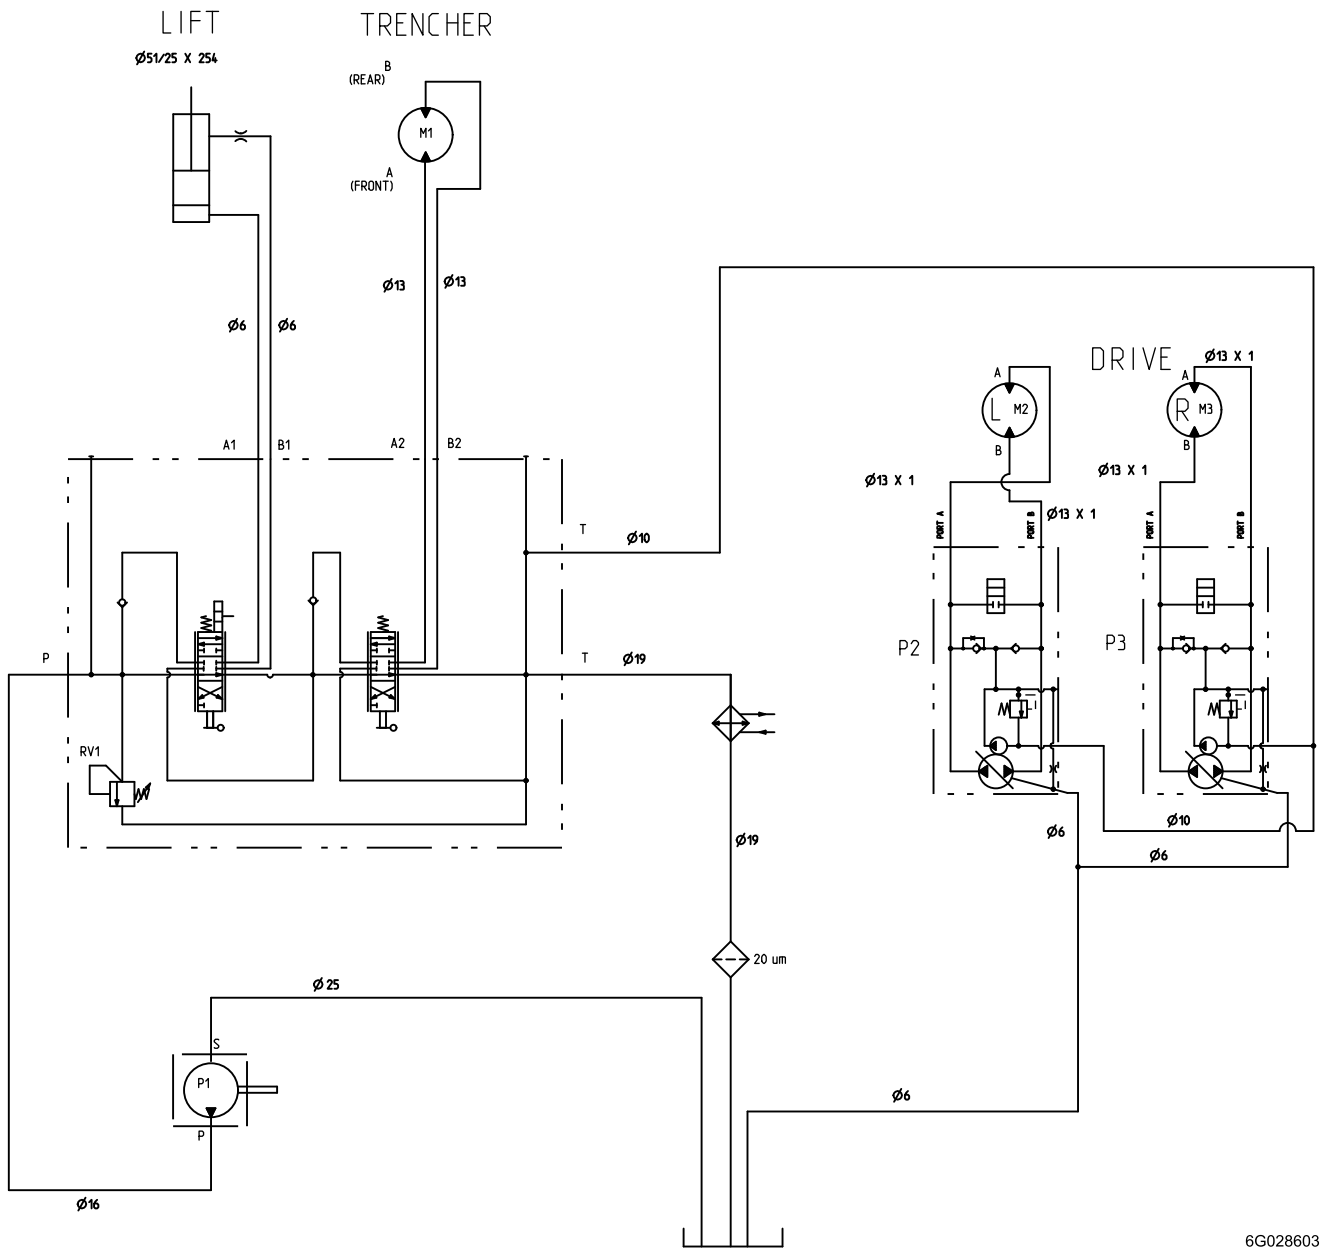 LIFT
TRENCHER
Ø51/25 X 254
B
(REAR)
M1
A
(FRONT)
Ø13
Ø13
Ø6
Ø6
DRIVE
Ø13 X 1
A
A
L
M2
R
M3
B
B
A1
B1
A2
B2
Ø13 X 1
Ø13 X 1
Ø13 X 1
PORT A
PORT B
PORT A
PORT B
T
Ø10
P
T
Ø19
P2
P3
RV1
Ø19
Ø6
Ø10
Ø6
20 um
Ø25
S
P1
P
Ø6
Ø16
6G028603